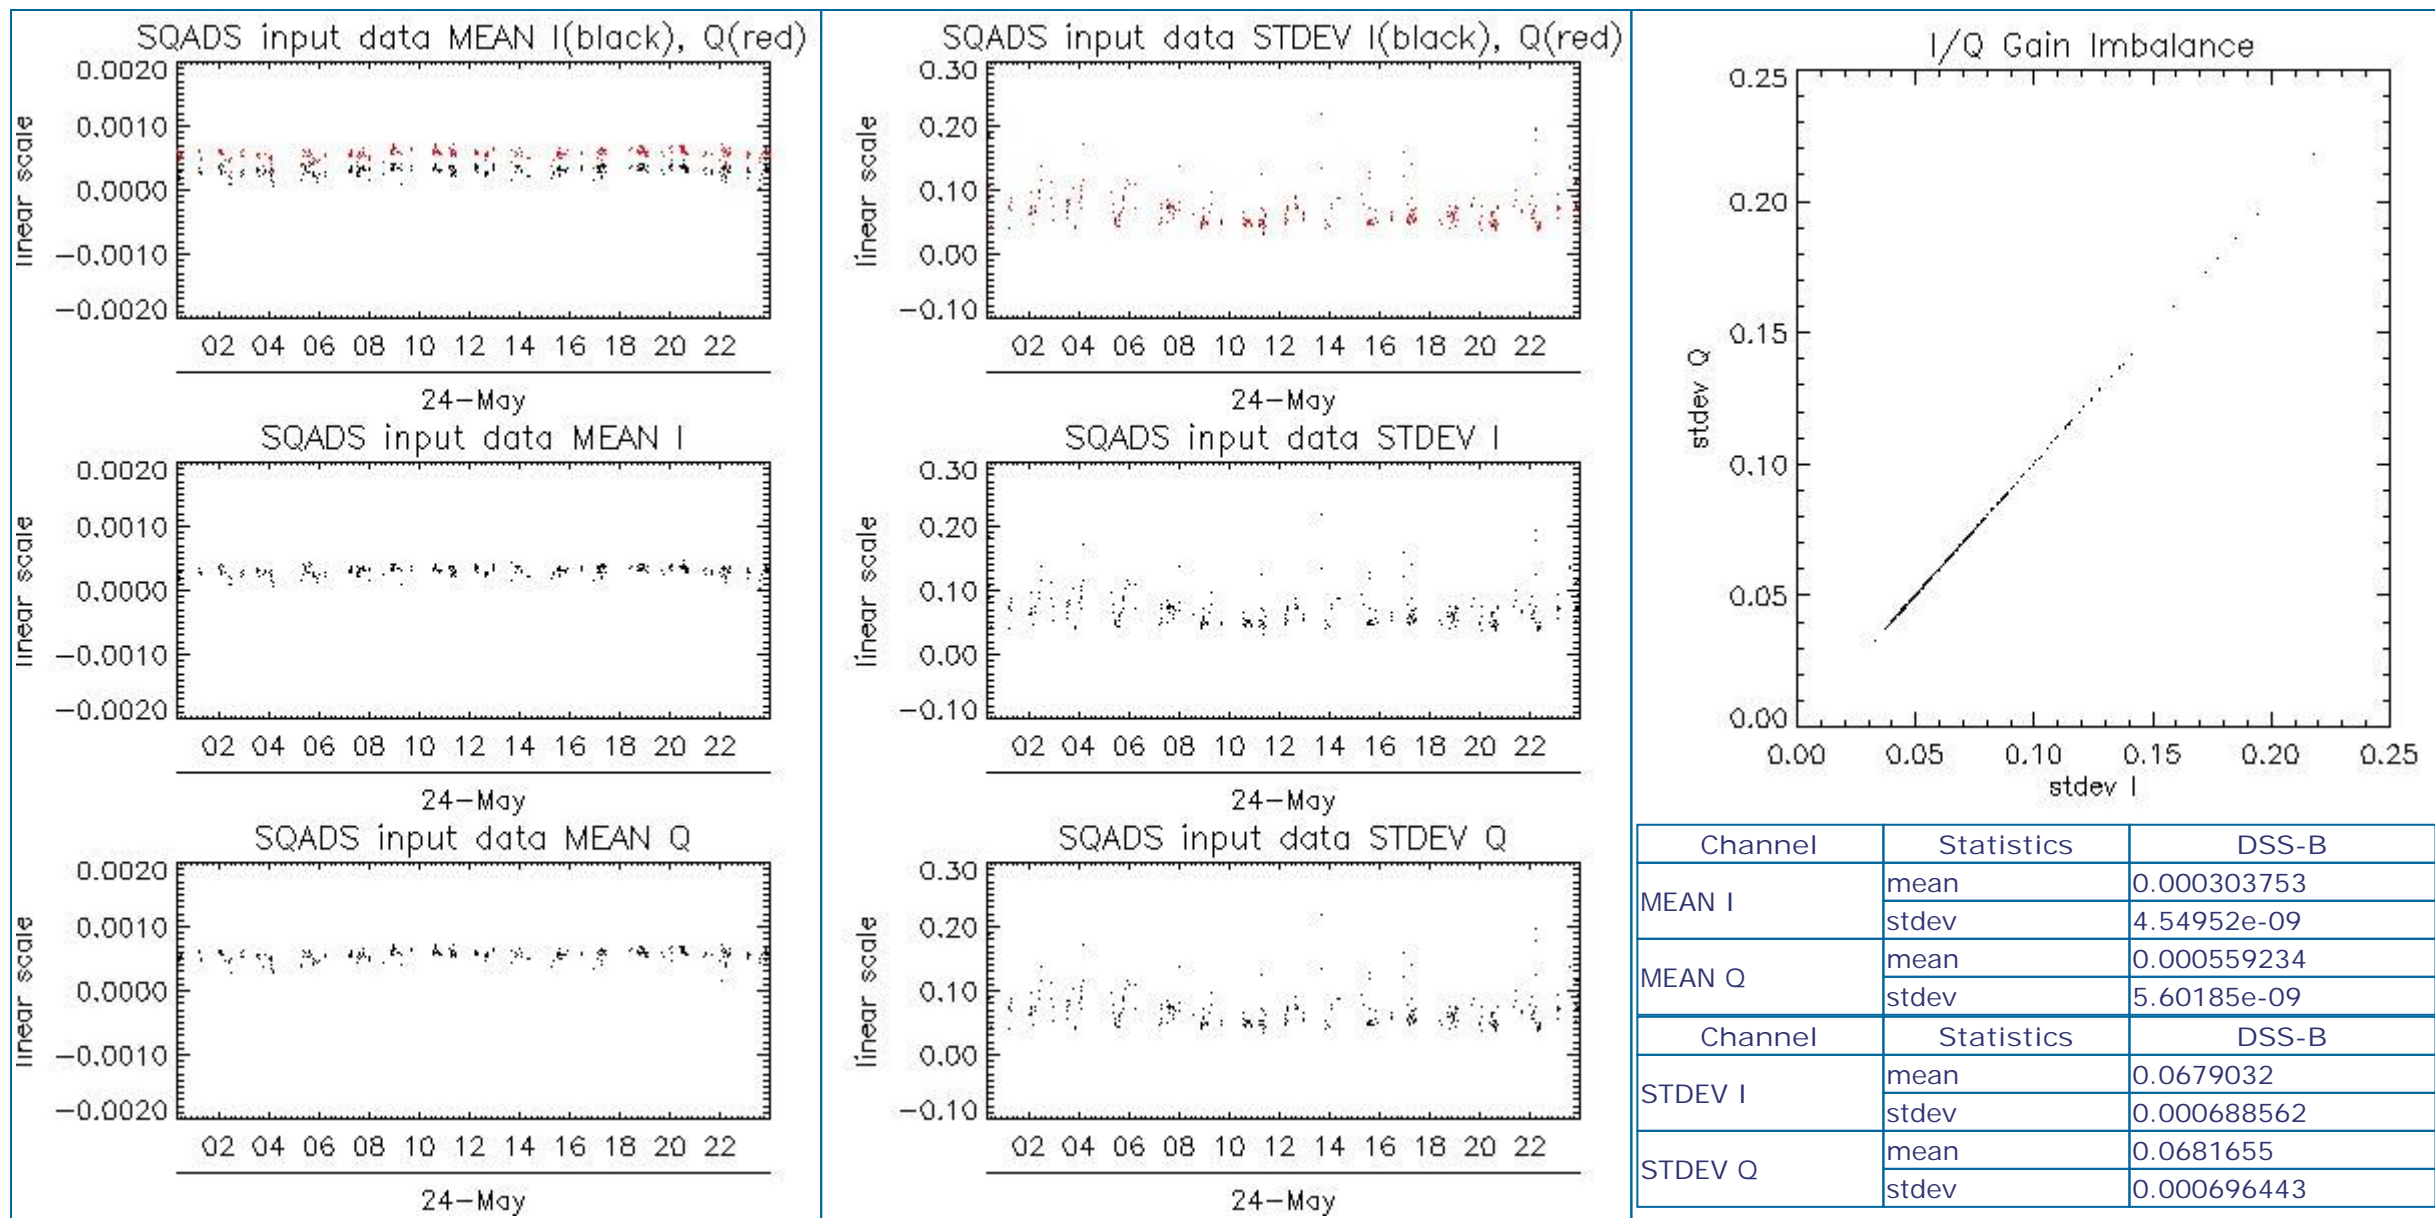 SQADS input data MEAN I(black), Q(red)
linear scale
0.0020
0.0010
0.0000
−0.0010
−0.0020
02 04 06 08 10 12 14 16 18 20 22
24−May
SQADS input data MEAN I
linear scale
0.0020
0.0010
0.0000
−0.0010
−0.0020
02 04 06 08 10 12 14 16 18 20 22
24−May
SQADS input data MEAN Q
linear scale
0.0020
0.0010
0.0000
−0.0010
−0.0020
02 04 06 08 10 12 14 16 18 20 22
24−May
SQADS input data STDEV I(black), Q(red)
linear scale
0.30
0.20
0.10
0.00
−0.10
02 04 06 08 10 12 14 16 18 20 22
24−May
SQADS input data STDEV I
linear scale
0.30
0.20
0.10
0.00
−0.10
02 04 06 08 10 12 14 16 18 20 22
24−May
SQADS input data STDEV Q
linear scale
0.30
0.20
0.10
0.00
−0.10
02 04 06 08 10 12 14 16 18 20 22
24−May
I/Q Gain Imbalance
stdev Q
0.25
0.20
0.15
0.10
0.05
0.00
0.00 0.05 0.10 0.15 0.20 0.25
stdev I
Channel Statistics DSS-B
MEAN I mean 0.000303753
stdev 4.54952e-09
MEAN Q mean 0.000559234
stdev 5.60185e-09
Channel Statistics DSS-B
STDEV I mean 0.0679032
stdev 0.000688562
STDEV Q mean 0.0681655
stdev 0.000696443